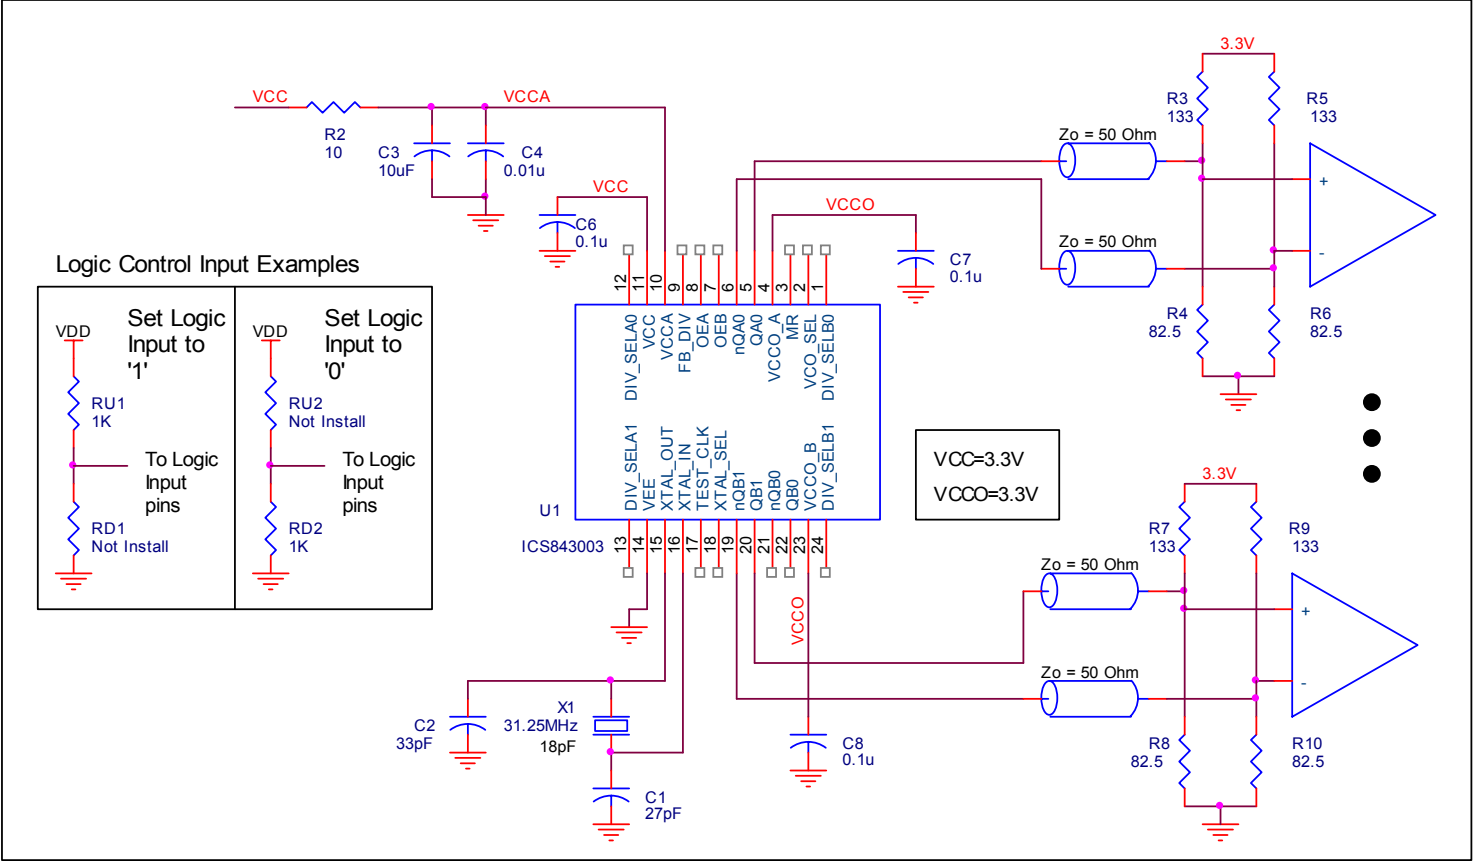 3.3V
VCC
VCCA
R2
10
C3
10uF
C4
0.01u
R3
133
R5
133
Zo = 50 Ohm
+
-
VCC
C6
0.1u
VCCO
C7
0.1u
Zo = 50 Ohm
R4
82.5
R6
82.5
Logic Control Input Examples
VDD
Set Logic
Input to
'1'
RU1
1K
To Logic
Input
pins
RD1
Not Install
VDD
Set Logic
Input to
'0'
RU2
Not Install
To Logic
Input
pins
RD2
1K
12
11
10
9
8
7
6
5
4
3
2
1
DIV_SELA0
VCC
VCCA
FB_DIV
OEA
OEB
nQA0
QA0
VCCO_A
MR
VCO_SEL
DIV_SELB0
DIV_SELA1
VEE
XTAL_OUT
XTAL_IN
TEST_CLK
XTAL_SEL
nQB1
QB1
nQB0
QB0
VCCO_B
DIV_SELB1
U1
ICS843003
13
14
15
16
17
18
19
20
21
22
23
24
VCC=3.3V
VCCO=3.3V
3.3V
R7
133
R9
133
Zo = 50 Ohm
+
-
VCCO
Zo = 50 Ohm
R8
82.5
R10
82.5
C2
33pF
X1
31.25MHz
18pF
C8
0.1u
C1
27pF